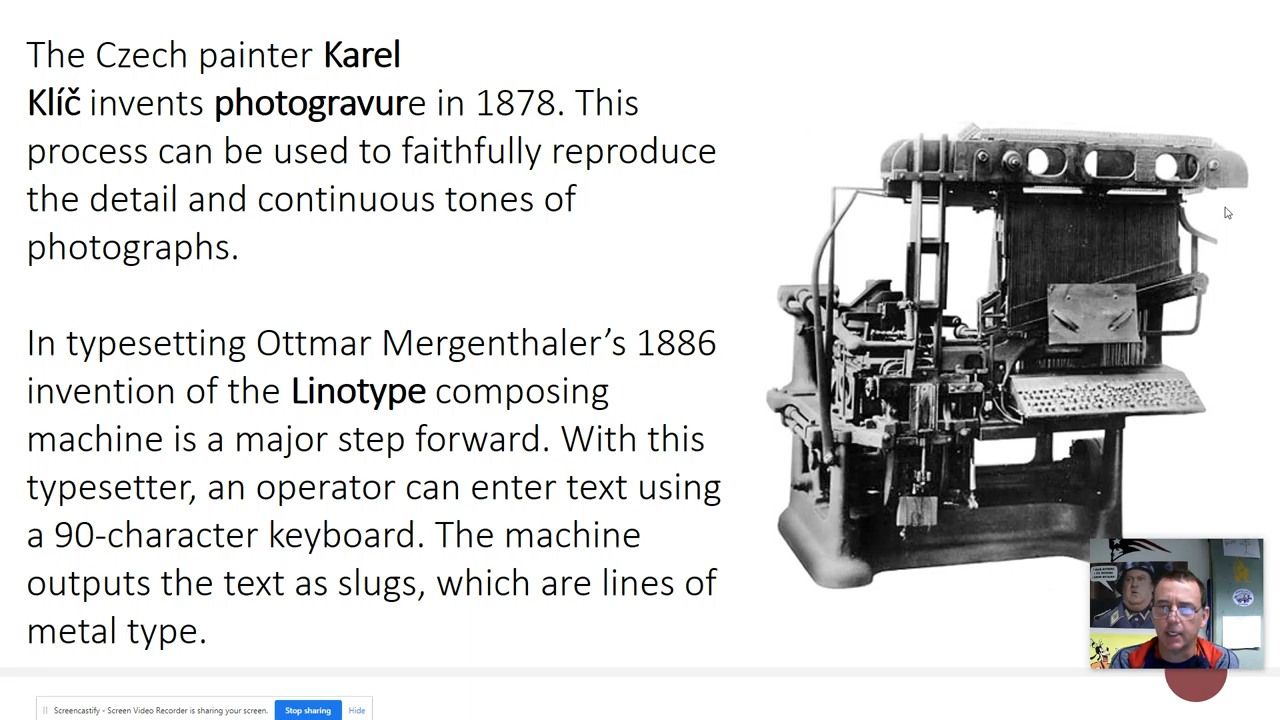 The Czech painter Karel
Klíč invents photogravure in 1878. This
process can be used to faithfully reproduce
the detail and continuous tones of
photographs.
In typesetting Ottmar Mergenthaler’s 1886
invention of the Linotype composing
machine is a major step forward. With this
typesetter, an operator can enter text using
a 90-character keyboard. The machine
outputs the text as slugs, which are lines of
metal type.
Screencastify - Screen Video Recorder is sharing your screen.
Stop sharing
Hide